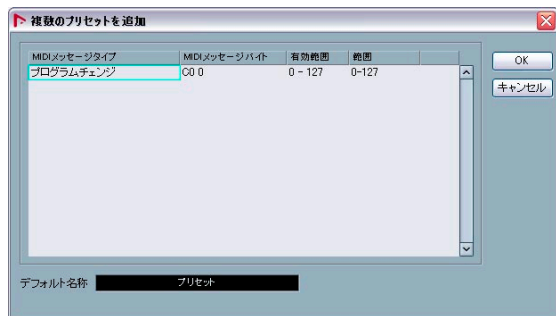 複数のプリセットを追加
MIDIメッセージタイプ MIDIメッセージバイト 有効範囲 範囲
プログラムチェンジ C0 0 0 - 127 0-127
OK
キャンセル
デフォルト名称 プリセット